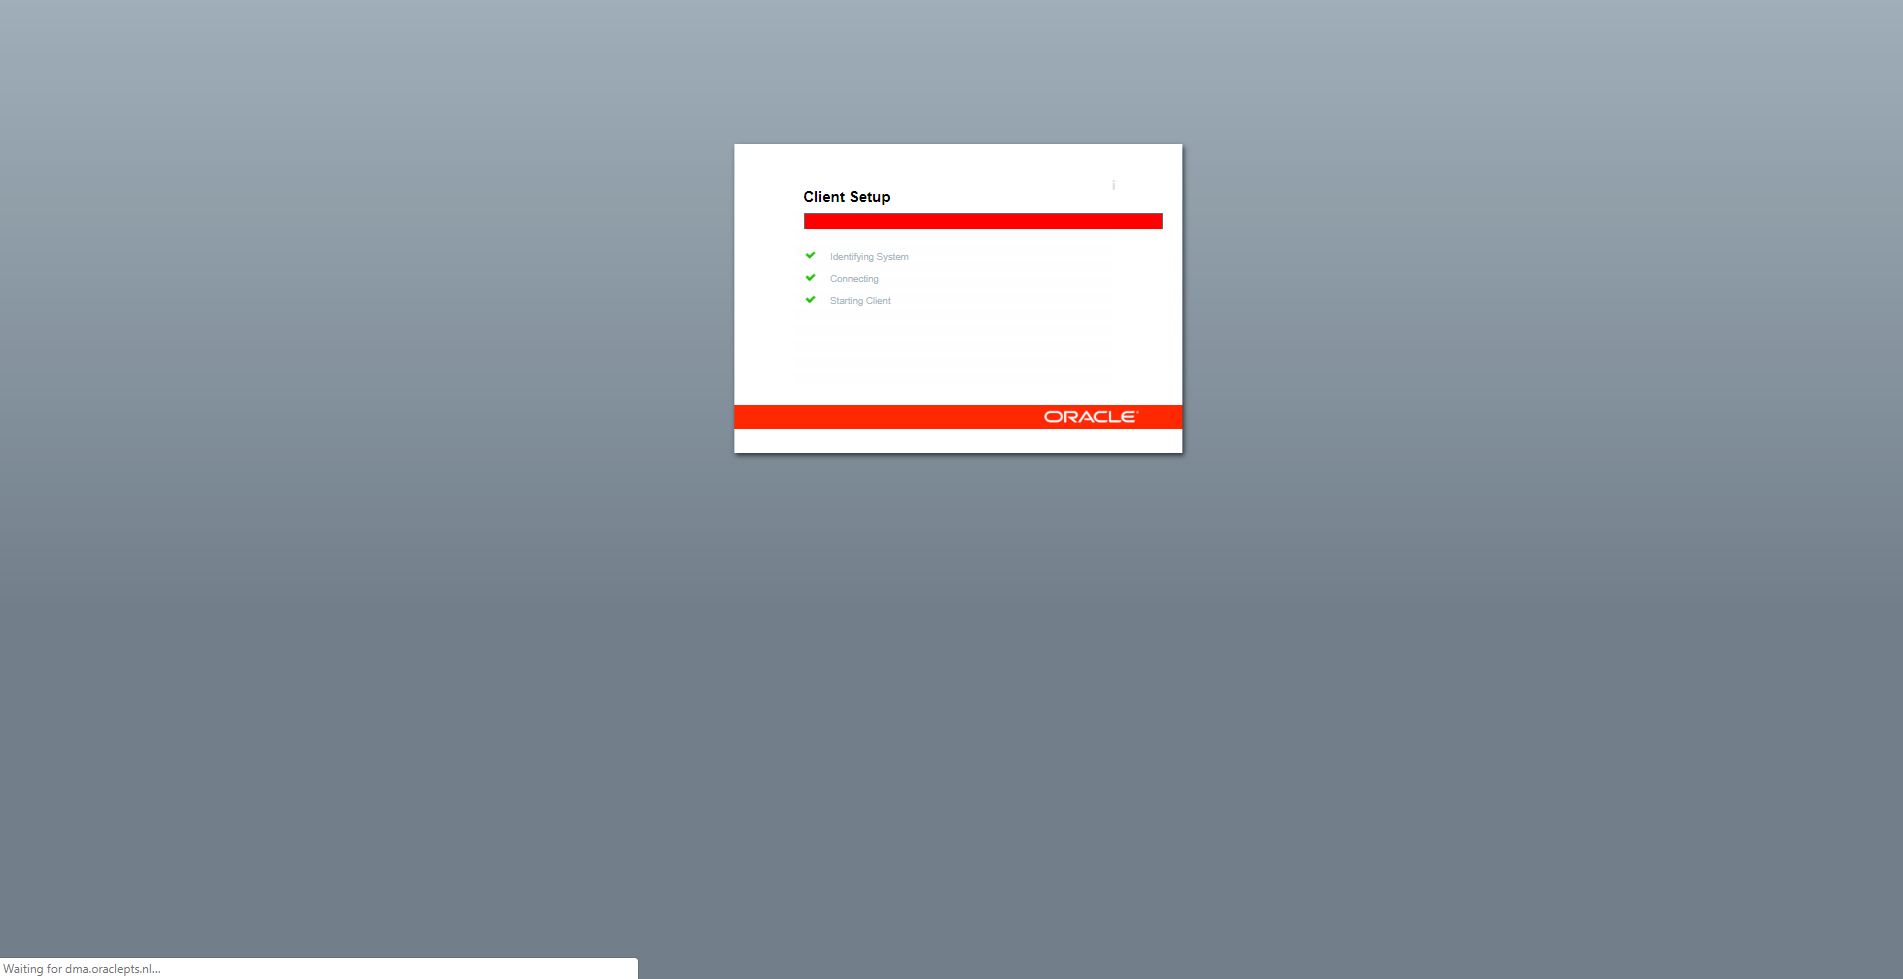 i
Client Setup
Identifying System
Connecting
Starting Client
ORACLE
Waiting for dma.oraclepts.nl...